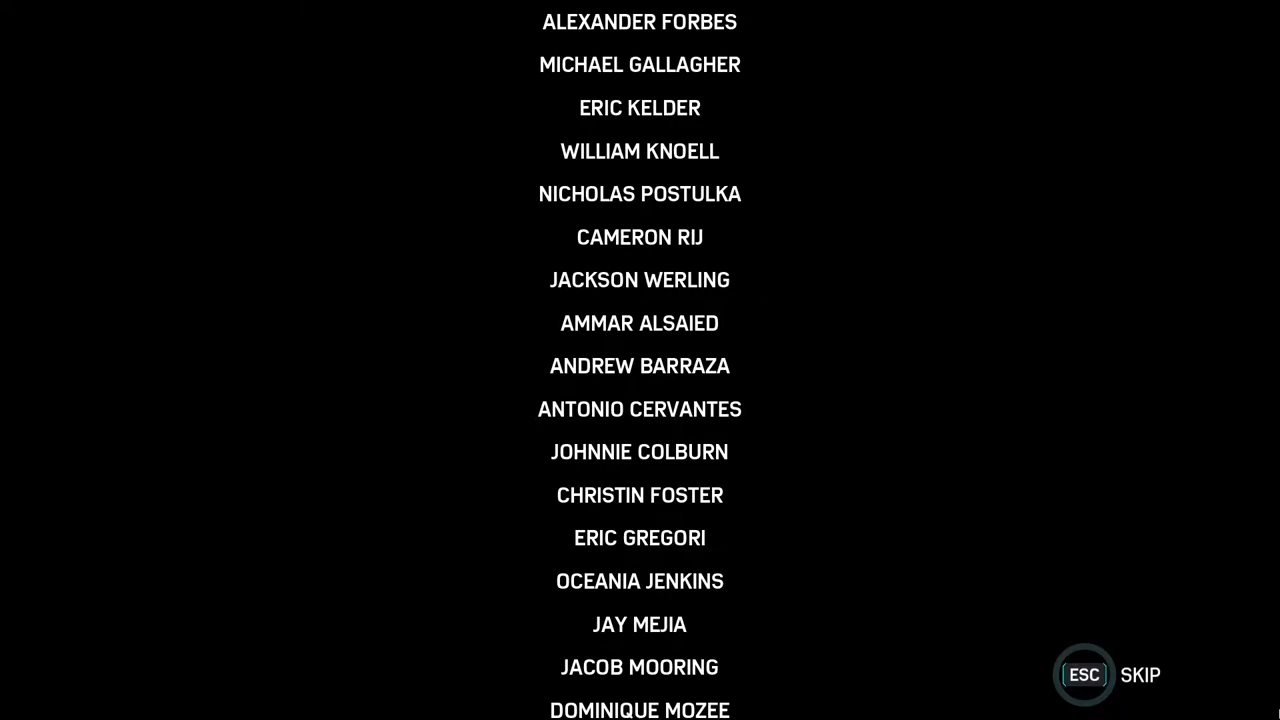 ALEXANDER FORBES
MICHAEL GALLAGHER
ERIC KELDER
WILLIAM KNOELL
NICHOLAS POSTULKA
CAMERON RIJ
JACKSON WERLING
AMMAR ALSAIED
ANDREW BARRAZA
ANTONIO CERVANTES
JOHNNIE COLBURN
CHRISTIN FOSTER
ERIC GREGORI
OCEANIA JENKINS
JAY MEJIA
JACOB MOORING
ESC SKIP
DOMINIQUE MOZEE